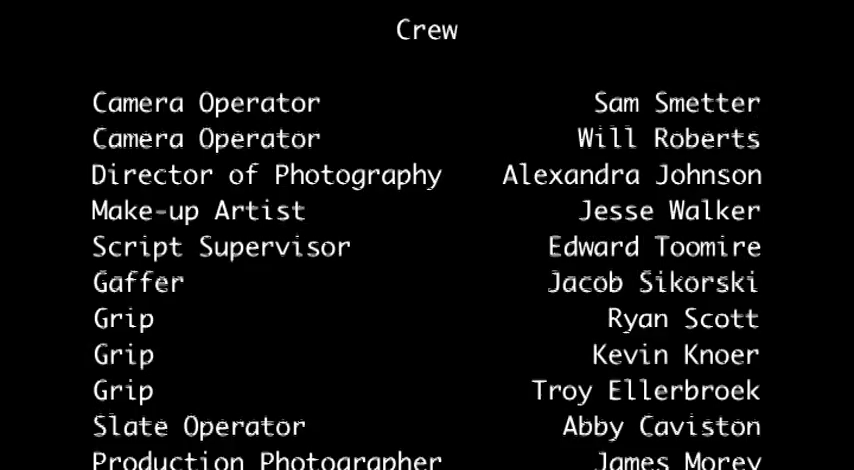 Crew
Camera Operator Sam Smetter
Camera Operator Will Roberts
Director of Photography Alexandra Johnson
Make-up Artist Jesse Walker
Script Supervisor Edward Toomire
Gaffer Jacob Sikorski
Grip Ryan Scott
Grip Kevin Knoer
Grip Troy Ellerbroek
Slate Operator Abby Caviston
Production Photographer James Morey